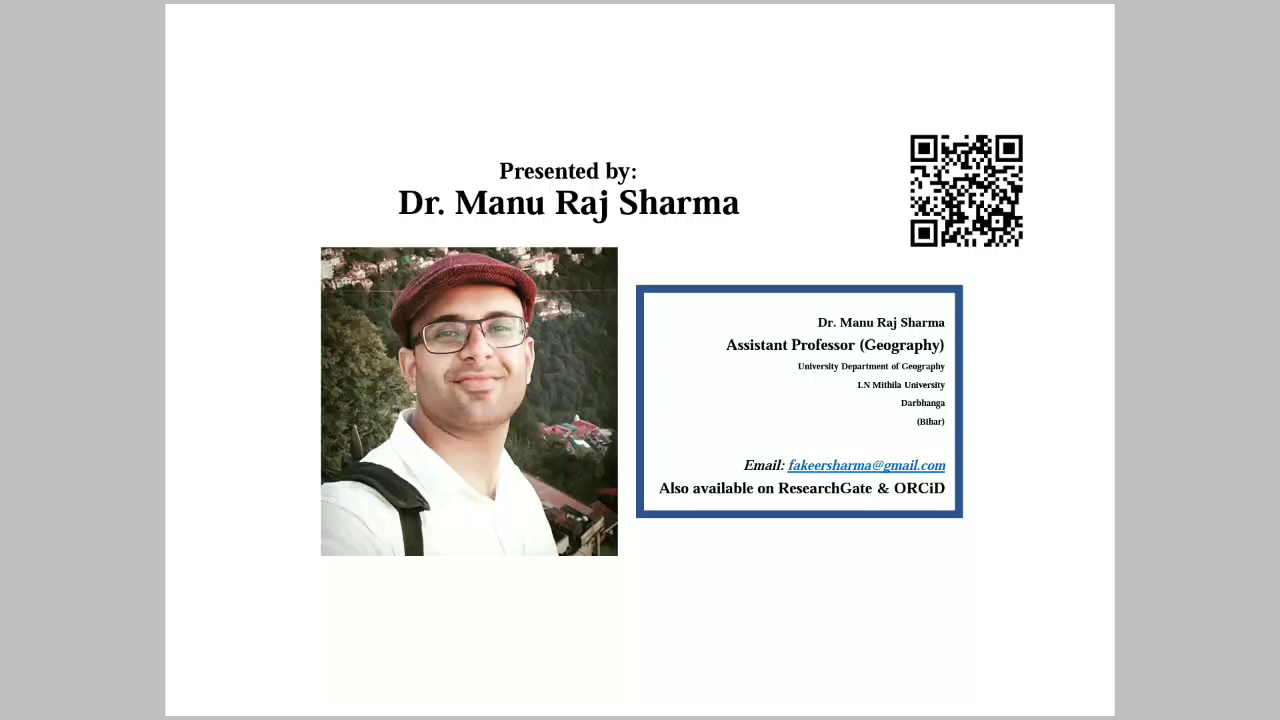 Presented by:
Dr. Manu Raj Sharma
Dr. Manu Raj Sharma
Assistant Professor (Geography)
University Department of Geography
LN Mithila University
Darbhanga
(Bihar)
Email: fakeersharma@gmail.com
Also available on ResearchGate & ORCiD